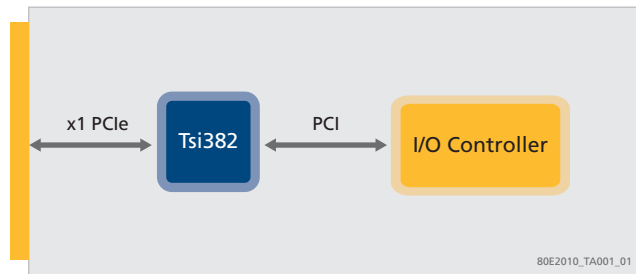 x1 PCIe
Tsi382
PCI
I/O Controller
80E2010_TA001_01